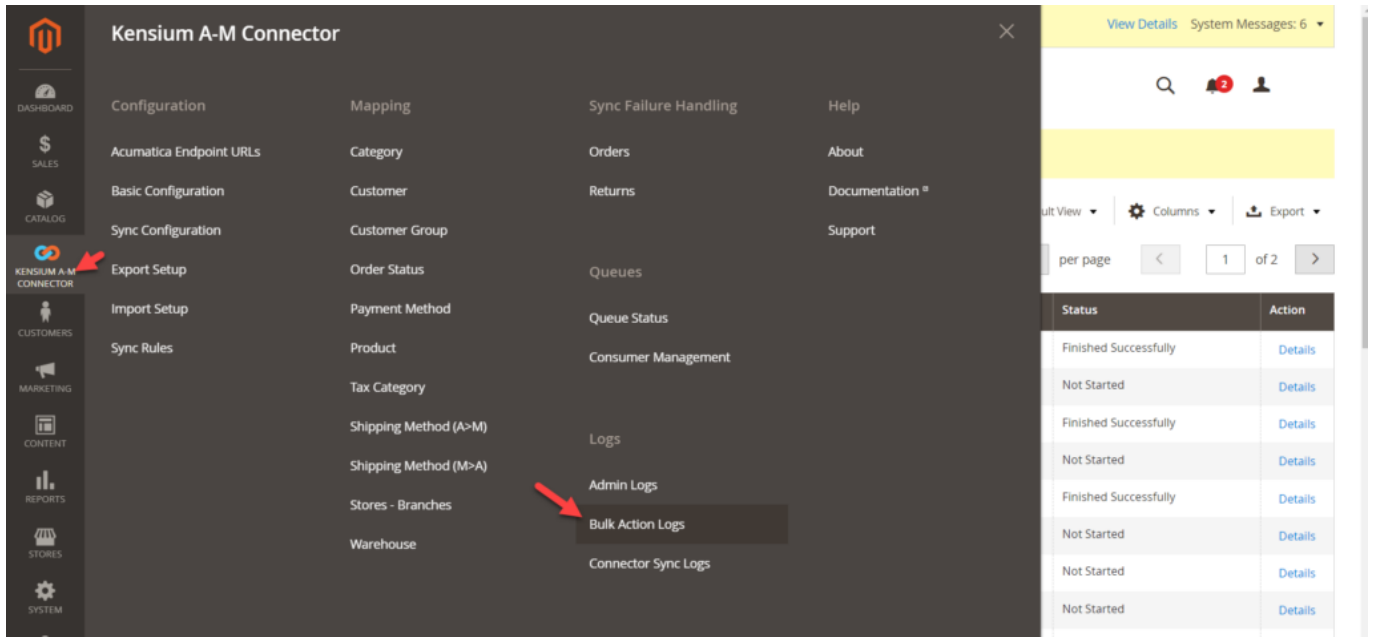 DASHBOARD
SALES
CATALOG
KENSIUM A-M
CONNECTOR
CUSTOMERS
MARKETING
CONTENT
REPORTS
STORES
SYSTEM
Kensium A-M Connector
Configuration
Acumatica Endpoint URLs
Basic Configuration
Sync Configuration
Export Setup
Import Setup
Sync Rules
Mapping
Category
Customer
Customer Group
Order Status
Payment Method
Product
Tax Category
Shipping Method (A>M)
Shipping Method (M>A)
Stores - Branches
Warehouse
Sync Failure Handling
Orders
Returns
Queues
Queue Status
Consumer Management
Logs
Admin Logs
Bulk Action Logs
Connector Sync Logs
Help
About
Documentation
Support
View Details System Messages: 6
2
ult View Columns Export
per page 1 of 2
Status Action
Finished Successfully Details
Not Started Details
Finished Successfully Details
Not Started Details
Finished Successfully Details
Not Started Details
Not Started Details
Not Started Details